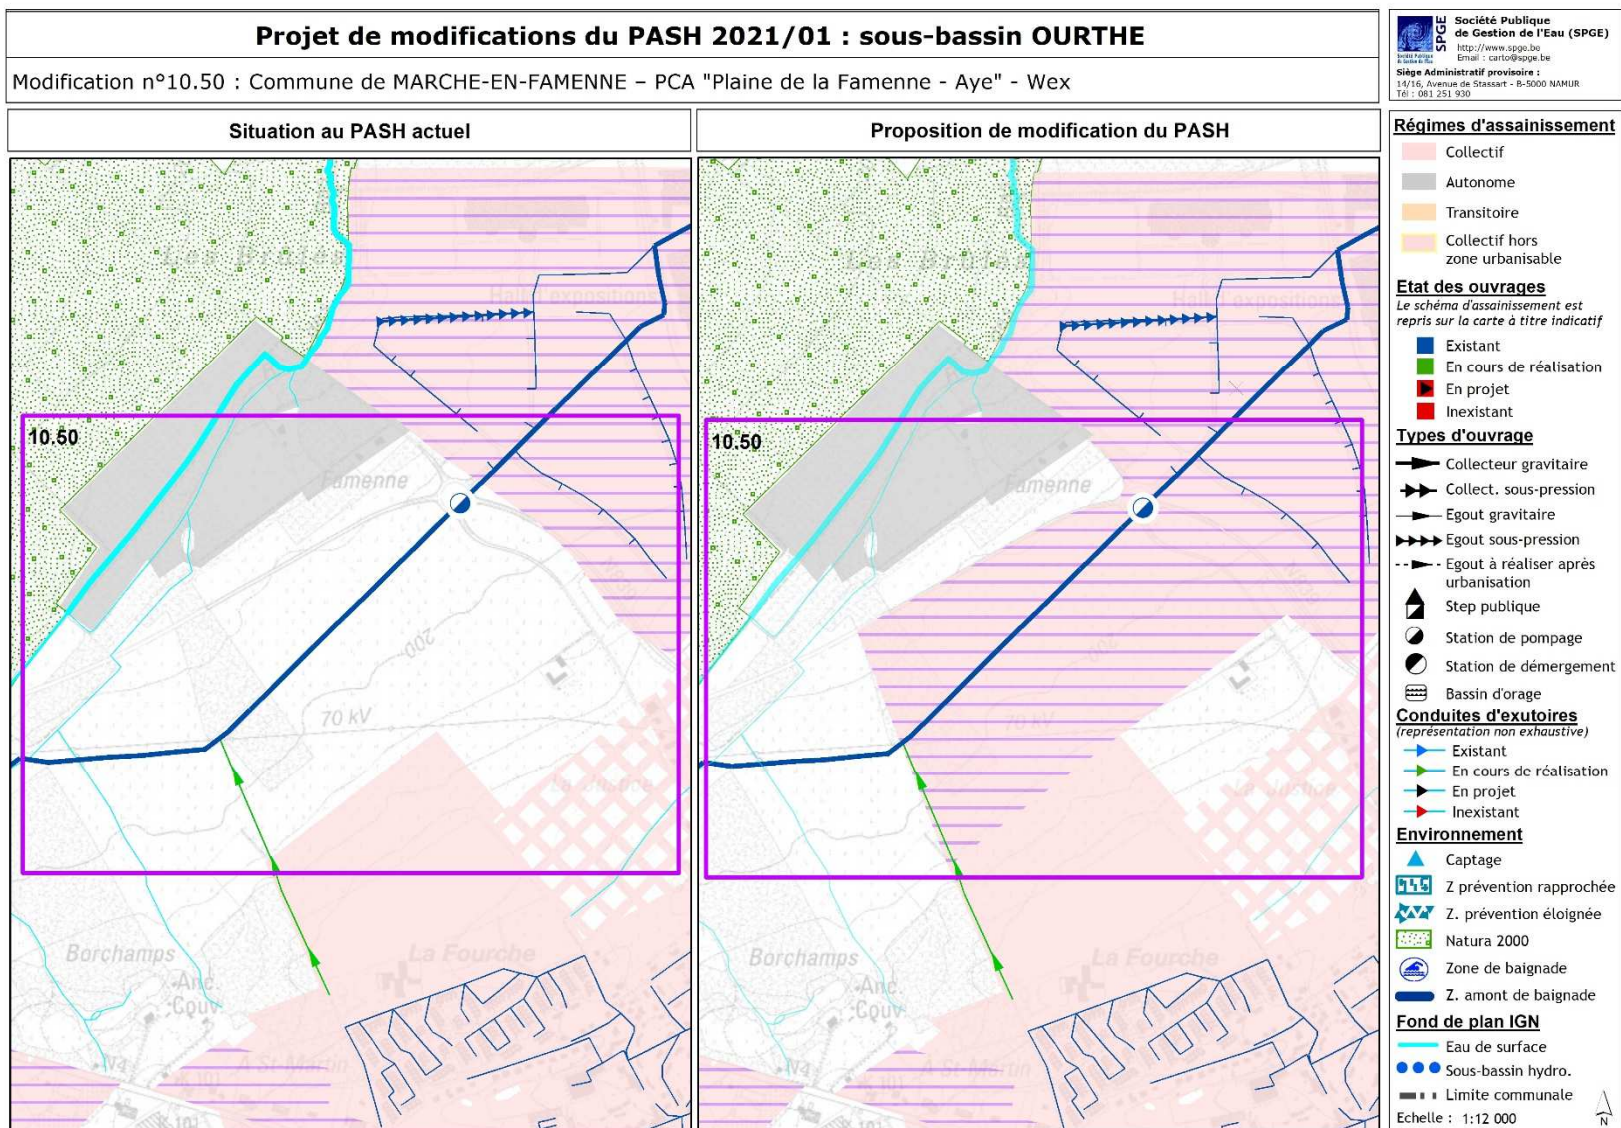 Projet de modifications du PASH 2021/01 : sous-bassin OURTHE
Modification n°10.50 : Commune de MARCHE-EN-FAMENNE – PCA "Plaine de la Famenne - Aye" - Wex
SPGE
Société Publique
de Gestion de l'Eau (SPGE)
http://www.spge.be
Email : carto@spge.be
Siège Administratif provisoire :
14/16, Avenue de Stassart - B-5000 NAMUR
Tél : 081 251 930
Situation au PASH actuel
Hall d'expositions
10.50
Famenne
N839
200
70 kV
La Justice
Borchamps
Anc
Couv
La Fourche
N4
A St-Martin
K 101
Proposition de modification du PASH
Hall d'expositions
10.50
Famenne
N839
200
70 kV
La Justice
Borchamps
Anc
Couv
La Fourche
N4
A St-Martin
K 101
Régimes d'assainissement
Collectif
Autonome
Transitoire
Collectif hors
zone urbanisable
Etat des ouvrages
Le schéma d'assainissement est
repris sur la carte à titre indicatif
Existant
En cours de réalisation
En projet
Inexistant
Types d'ouvrage
Collecteur gravitaire
Collect. sous-pression
Egout gravitaire
Egout sous-pression
Egout à réaliser après
urbanisation
Step publique
Station de pompage
Station de démergement
Bassin d'orage
Conduites d'exutoires
(représentation non exhaustive)
Existant
En cours de réalisation
En projet
Inexistant
Environnement
Captage
Z prévention rapprochée
Z. prévention éloignée
Natura 2000
Zone de baignade
Z. amont de baignade
Fond de plan IGN
Eau de surface
Sous-bassin hydro.
Limite communale
Echelle : 1:12 000
N